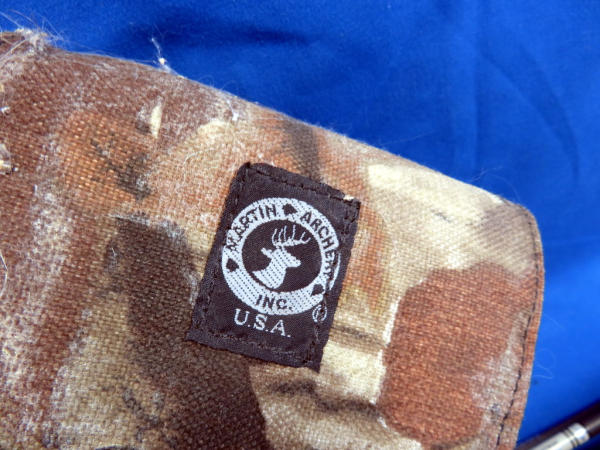 MARTIN ♠ ARCHERY
INC.
U.S.A. ®